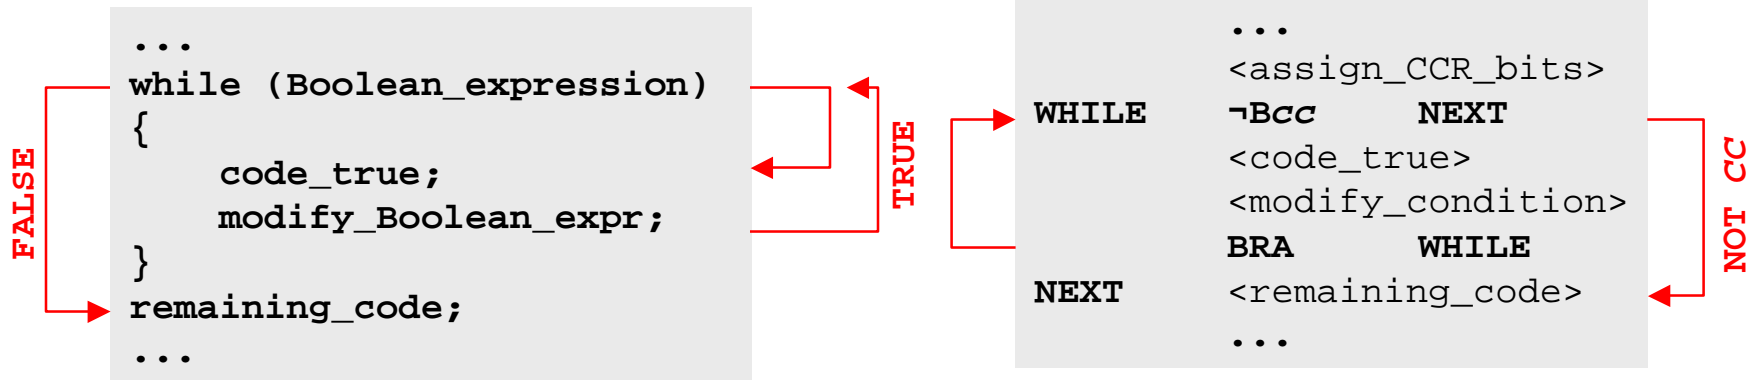 ...
while (Boolean_expression)
{
code_true;
modify_Boolean_expr;
}
remaining_code;
...
FALSE
TRUE
...
<assign_CCR_bits>
WHILE ¬Bcc NEXT
<code_true>
<modify_condition>
BRA WHILE
NEXT <remaining_code>
...
NOT CC